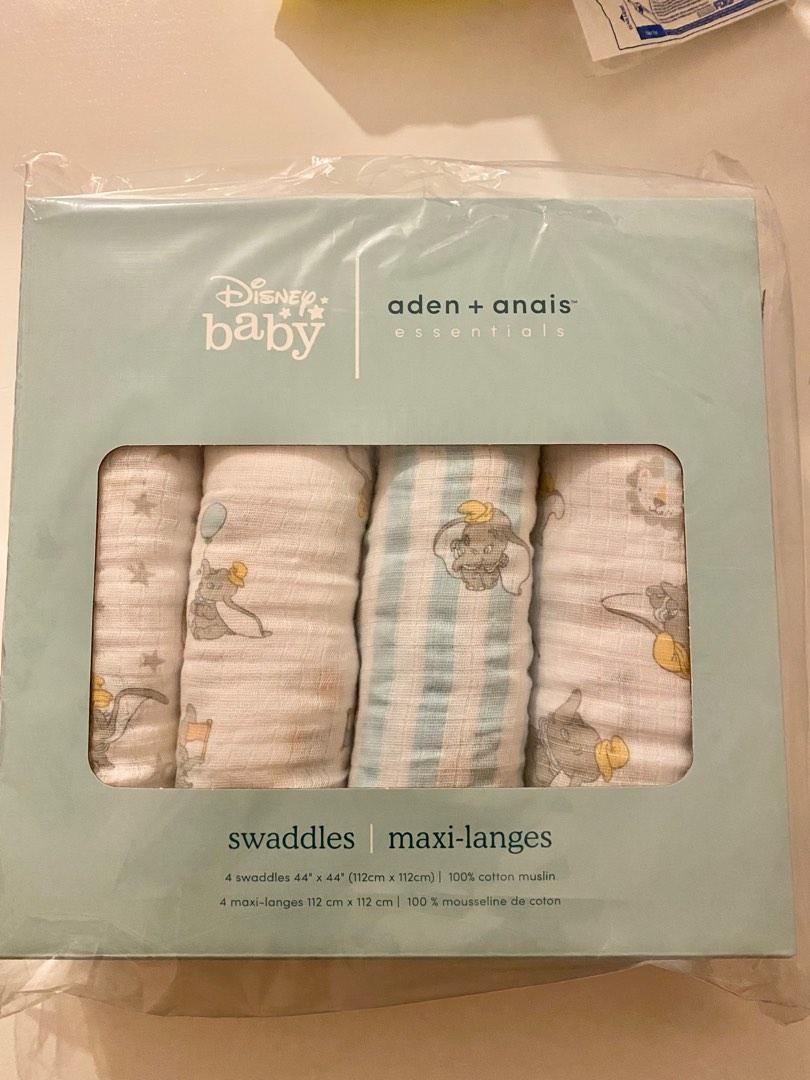 Disney
baby
aden + anais™
essentials
swaddles | maxi-langes
4 swaddles 44" x 44" (112cm x 112cm) | 100% cotton muslin
4 maxi-langes 112 cm x 112 cm | 100 % mousseline de coton